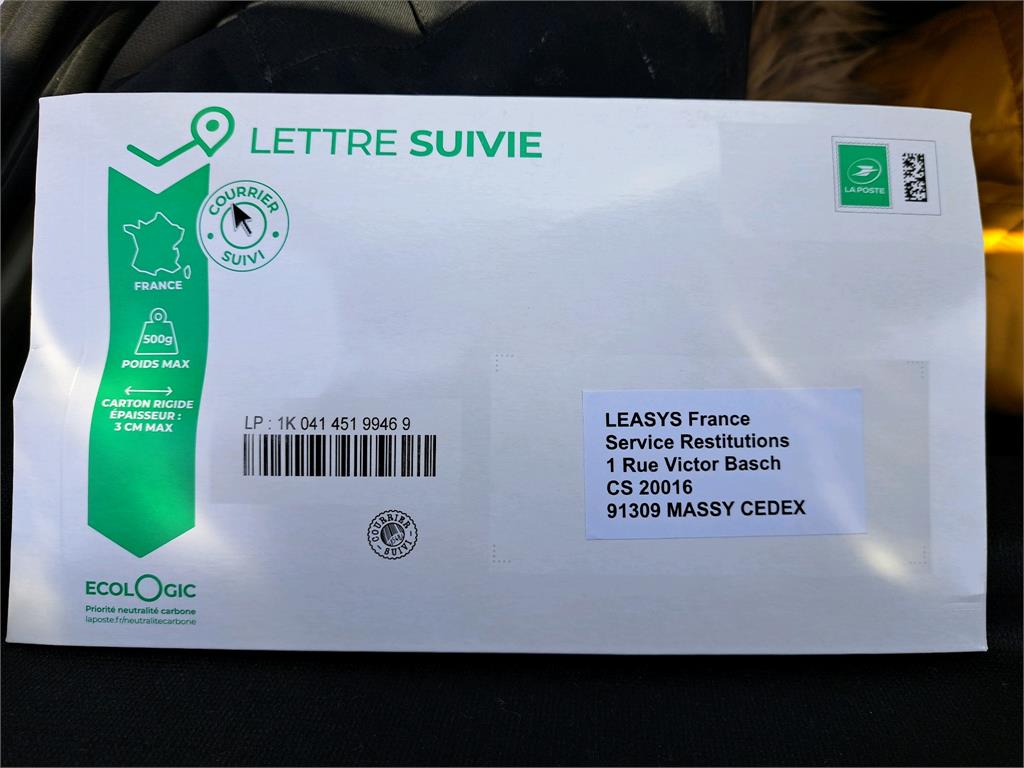 LETTRE SUIVIE
LA POSTE
COURRIER
SUIVI
FRANCE
500g
POIDS MAX
CARTON RIGIDE
ÉPAISSEUR :
3 CM MAX
LP : 1K 041 451 9946 9
LEASYS France
Service Restitutions
1 Rue Victor Basch
CS 20016
91309 MASSY CEDEX
COURRIER
SUIVI
ECOLOGIC
Priorité neutralité carbone
laposte.fr/neutralitecarbone